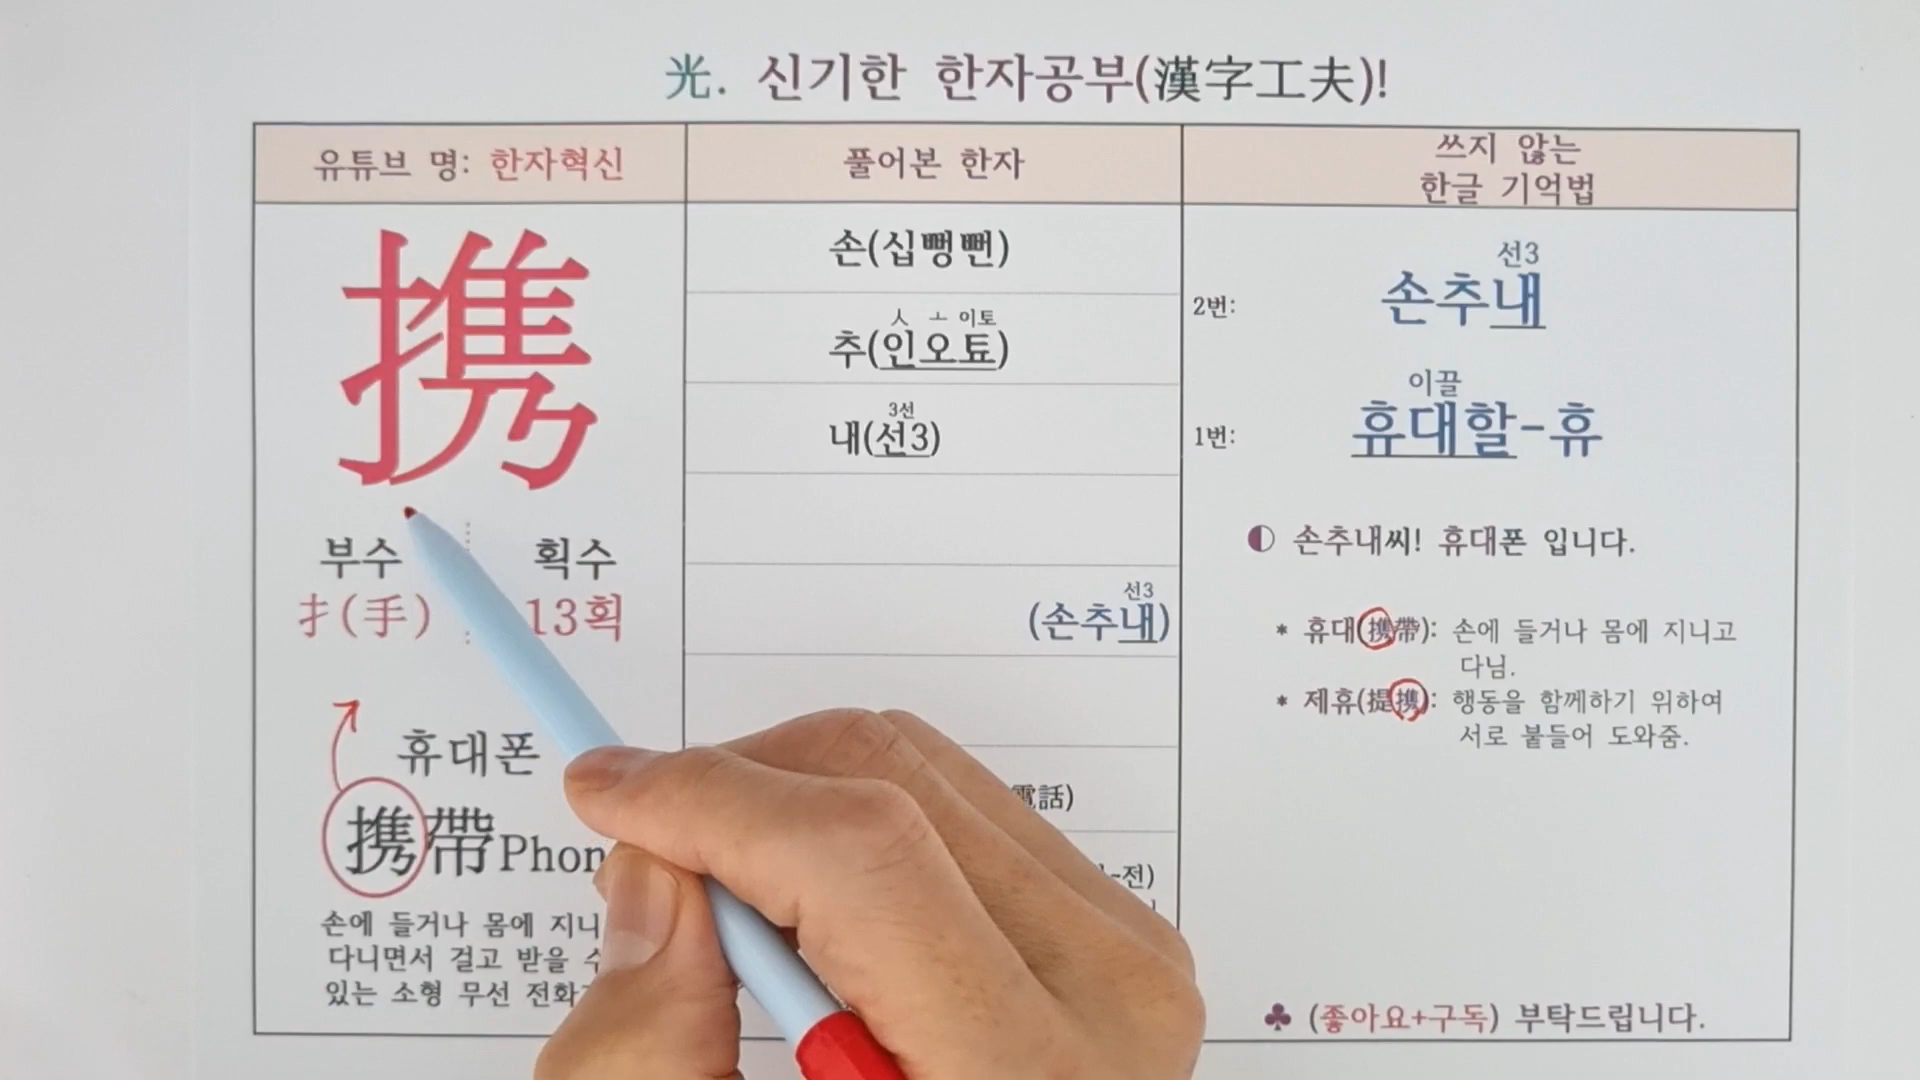 光. 신기한 한자공부(漢字工夫)!
유튜브 명: 한자혁신
풀어본 한자
쓰지 않는
한글 기억법
携
부수
획수
扌(手)
13획
휴대폰
携帶Phon
손에 들거나 몸에 지니
다니면서 걸고 받을 수
있는 소형 무선 전화
손(십뻥뻔)
人 ㅗ 이토
추(인오툐)
3선
내(선3)
선3
(손추내)
電話)
-전)
선3
2번: 손추내
이끌
1번: 휴대할-휴
◐ 손추내씨! 휴대폰 입니다.
* 휴대(携帶): 손에 들거나 몸에 지니고
다님.
* 제휴(提携): 행동을 함께하기 위하여
서로 붙들어 도와줌.
♣ (좋아요+구독) 부탁드립니다.